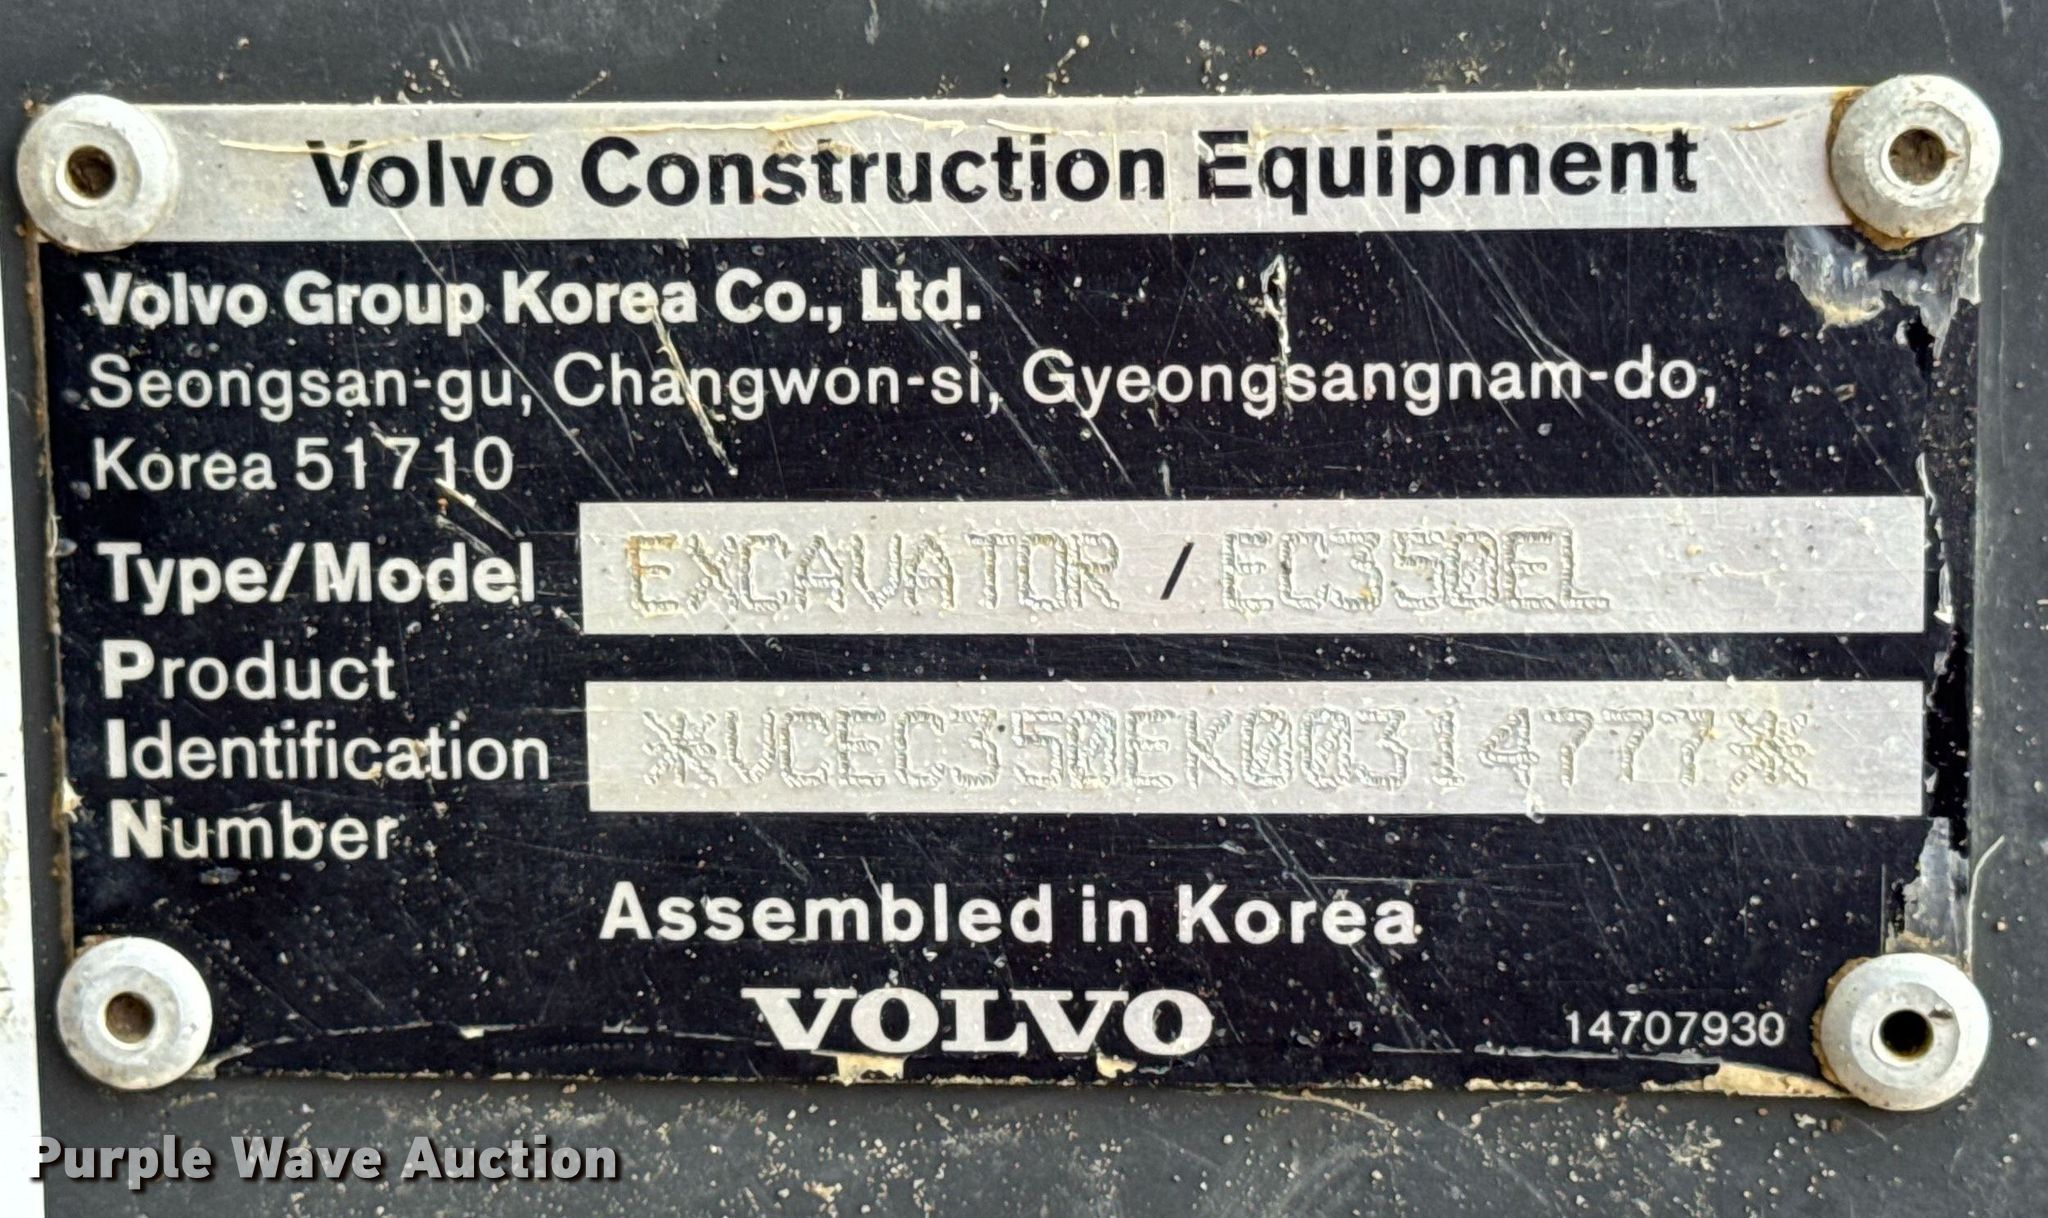 Volvo Construction Equipment
Volvo Group Korea Co., Ltd.
Seongsan-gu, Changwon-si, Gyeongsangnam-do,
Korea 51710
Type/Model EXCAVATOR / EC350EL
Product
Identification *VCEC350EK00314777*
Number
Assembled in Korea
VOLVO
14707930
Purple Wave Auction